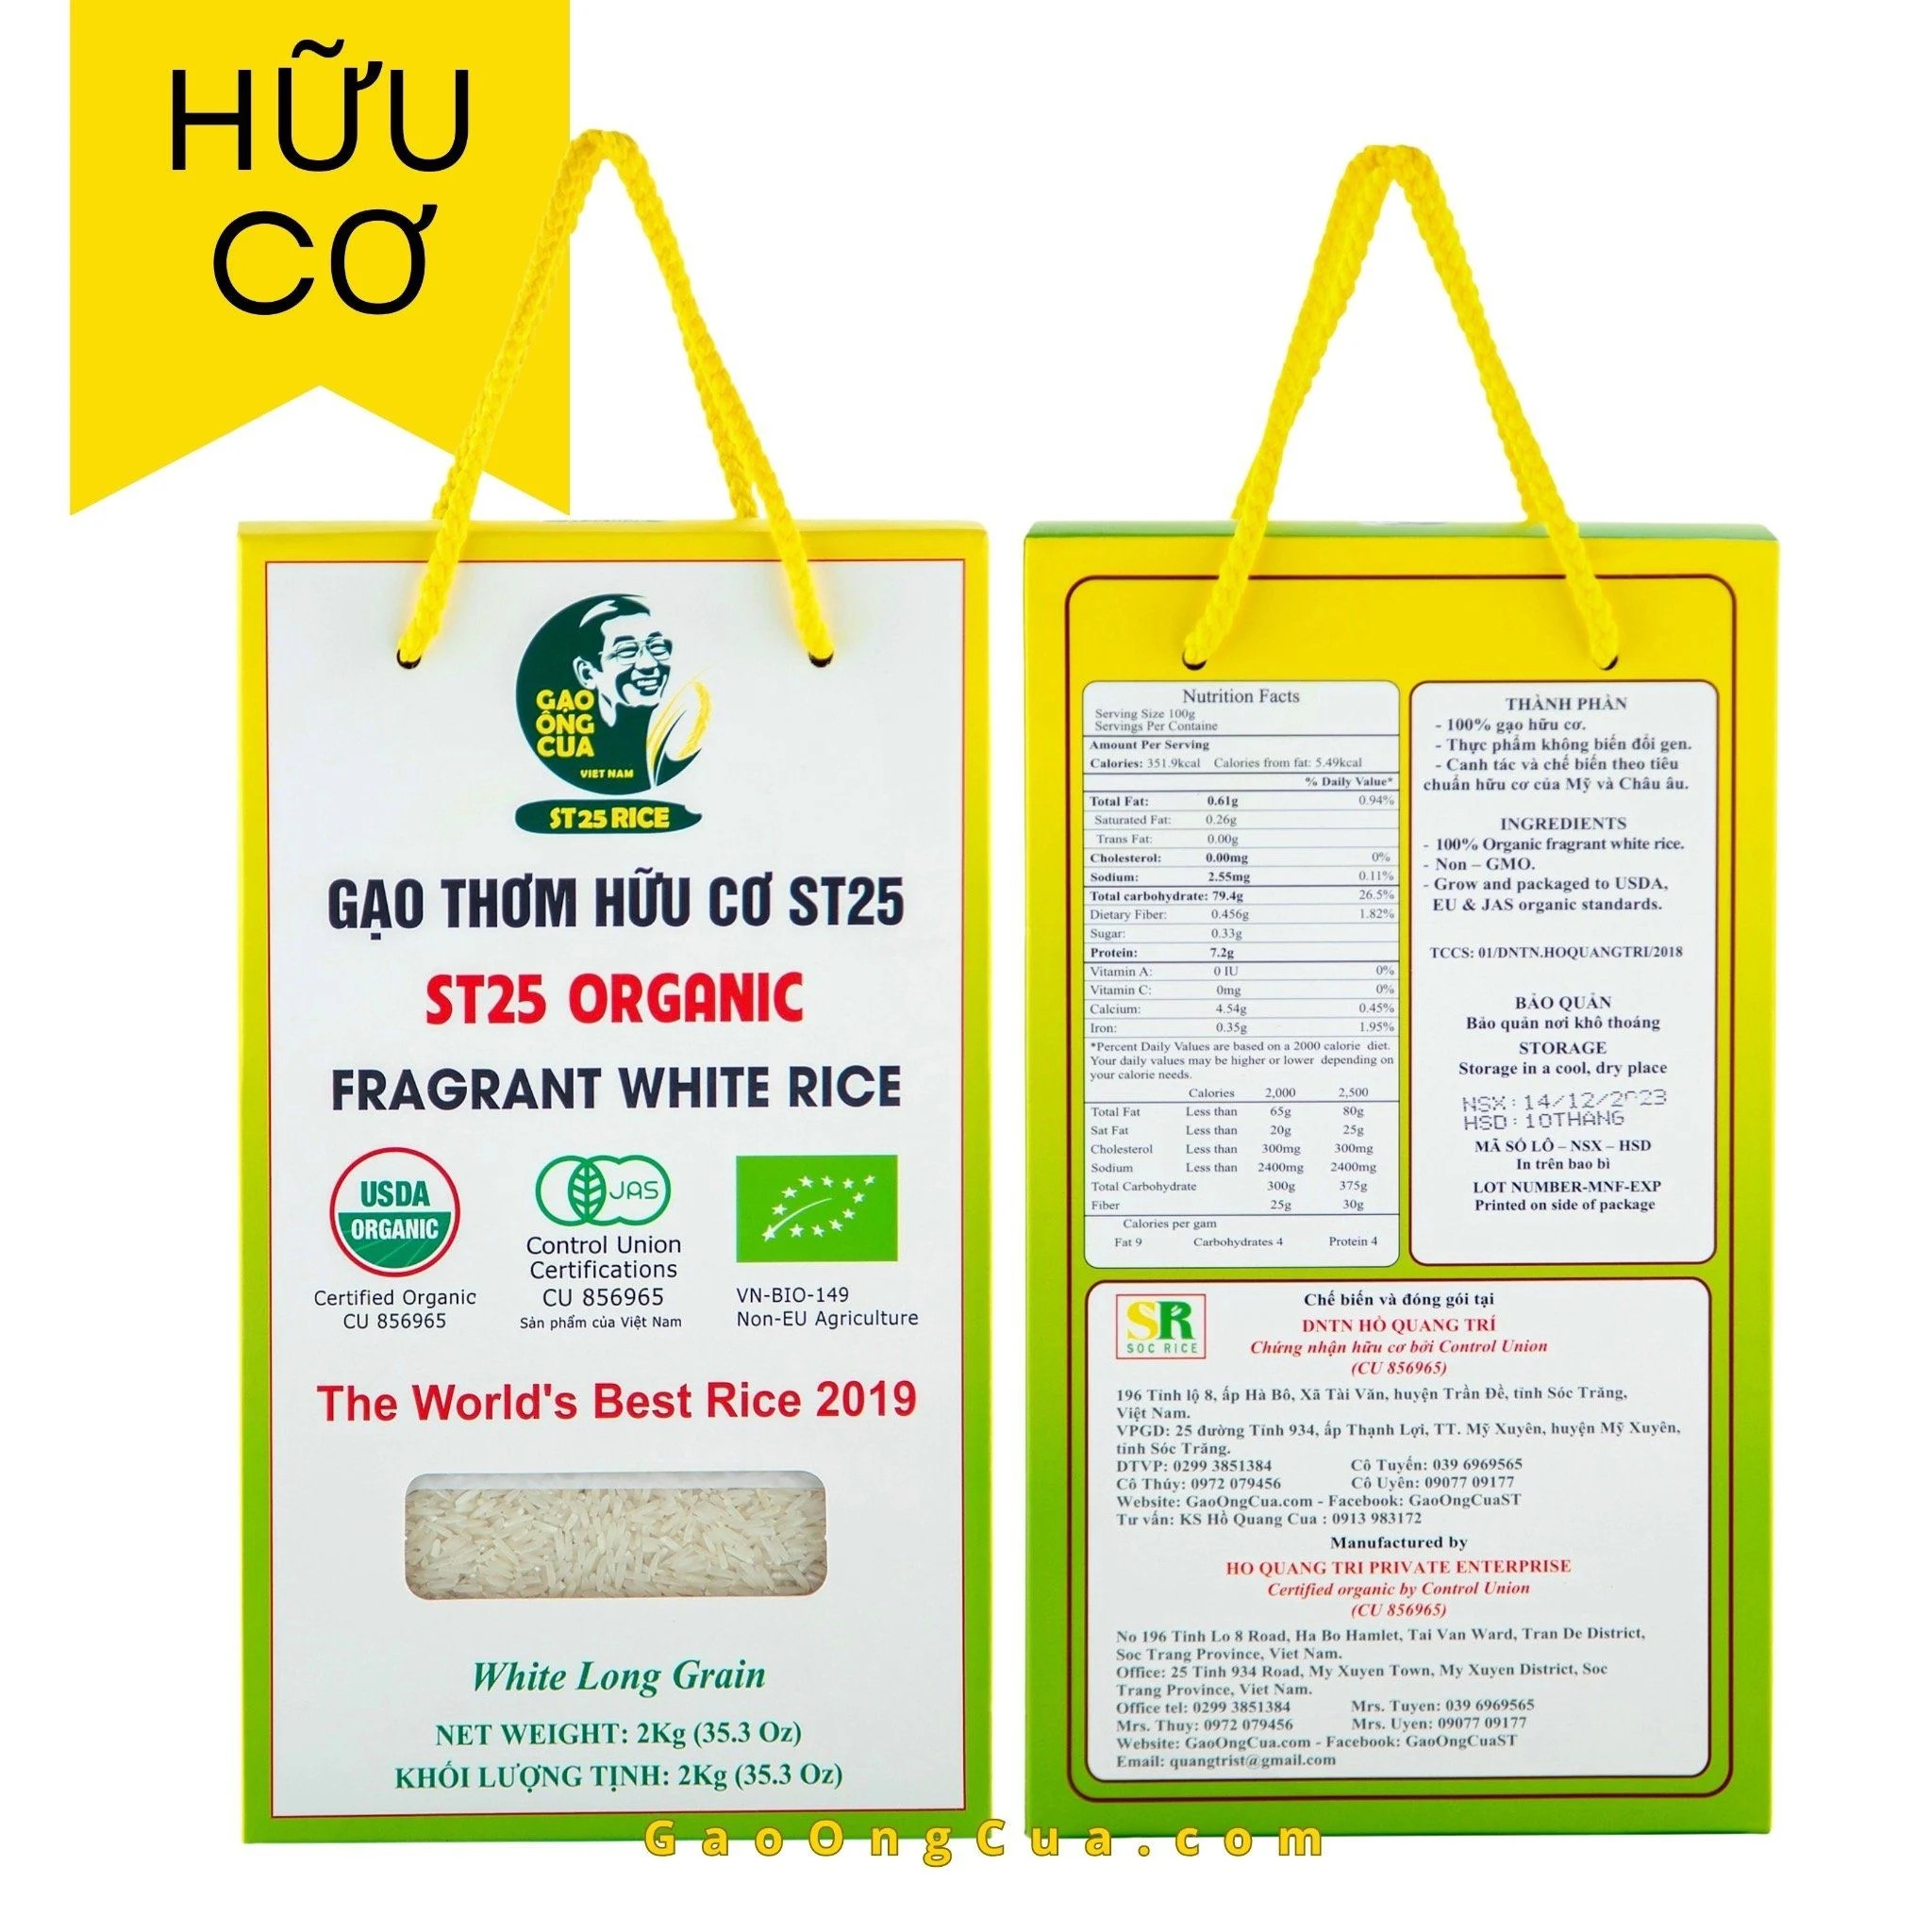 HỮU
CƠ
GẠO
ÔNG
CUA
VIET NAM
ST25 RICE
GẠO THƠM HỮU CƠ ST25
ST25 ORGANIC
FRAGRANT WHITE RICE
USDA
ORGANIC
Certified Organic
CU 856965
JAS
Control Union
Certifications
CU 856965
Sản phẩm của Việt Nam
VN-BIO-149
Non-EU Agriculture
The World's Best Rice 2019
White Long Grain
NET WEIGHT: 2Kg (35.3 Oz)
KHỐI LƯỢNG TỊNH: 2Kg (35.3 Oz)
Nutrition Facts
Serving Size 100g
Servings Per Containe
Amount Per Serving
Calories: 351.9kcal Calories from fat: 5.49kcal
% Daily Value*
Total Fat: 0.61g 0.94%
Saturated Fat: 0.26g
Trans Fat: 0.00g
Cholesterol: 0.00mg 0%
Sodium: 2.55mg 0.11%
Total carbohydrate: 79.4g 26.5%
Dietary Fiber: 0.456g 1.82%
Sugar: 0.33g
Protein: 7.2g
Vitamin A: 0 IU 0%
Vitamin C: 0mg 0%
Calcium: 4.54g 0.45%
Iron: 0.35g 1.95%
*Percent Daily Values are based on a 2000 calorie diet.
Your daily values may be higher or lower depending on
your calorie needs.
Calories 2,000 2,500
Total Fat Less than 65g 80g
Sat Fat Less than 20g 25g
Cholesterol Less than 300mg 300mg
Sodium Less than 2400mg 2400mg
Total Carbohydrate 300g 375g
Fiber 25g 30g
Calories per gam
Fat 9 Carbohydrates 4 Protein 4
THÀNH PHẦN
- 100% gạo hữu cơ.
- Thực phẩm không biến đổi gen.
- Canh tác và chế biến theo tiêu
chuẩn hữu cơ của Mỹ và Châu âu.
INGREDIENTS
- 100% Organic fragrant white rice.
- Non – GMO.
- Grow and packaged to USDA,
EU & JAS organic standards.
TCCS: 01/DNTN.HOQUANGTRI/2018
BẢO QUẢN
Bảo quản nơi khô thoáng
STORAGE
Storage in a cool, dry place
NSX: 14/12/2023
HSD: 10THANG
MÃ SỐ LÔ – NSX – HSD
In trên bao bì
LOT NUMBER-MNF-EXP
Printed on side of package
SR
SOC RICE
Chế biến và đóng gói tại
DNTN HỒ QUANG TRÍ
Chứng nhận hữu cơ bởi Control Union
(CU 856965)
196 Tỉnh lộ 8, ấp Hà Bô, Xã Tài Văn, huyện Trần Đề, tỉnh Sóc Trăng,
Việt Nam.
VPGD: 25 đường Tỉnh 934, ấp Thạnh Lợi, TT. Mỹ Xuyên, huyện Mỹ Xuyên,
tỉnh Sóc Trăng.
DTVP: 0299 3851384 Cô Tuyến: 039 6969565
Cô Thúy: 0972 079456 Cô Uyên: 09077 09177
Website: GaoOngCua.com - Facebook: GaoOngCuaST
Tư vấn: KS Hồ Quang Cua : 0913 983172
Manufactured by
HO QUANG TRI PRIVATE ENTERPRISE
Certified organic by Control Union
(CU 856965)
No 196 Tinh Lo 8 Road, Ha Bo Hamlet, Tai Van Ward, Tran De District,
Soc Trang Province, Viet Nam.
Office: 25 Tinh 934 Road, My Xuyen Town, My Xuyen District, Soc
Trang Province, Viet Nam.
Office tel: 0299 3851384 Mrs. Tuyen: 039 6969565
Mrs. Thuy: 0972 079456 Mrs. Uyen: 09077 09177
Website: GaoOngCua.com - Facebook: GaoOngCuaST
Email: quangtrist@gmail.com
GaoOngCua.com